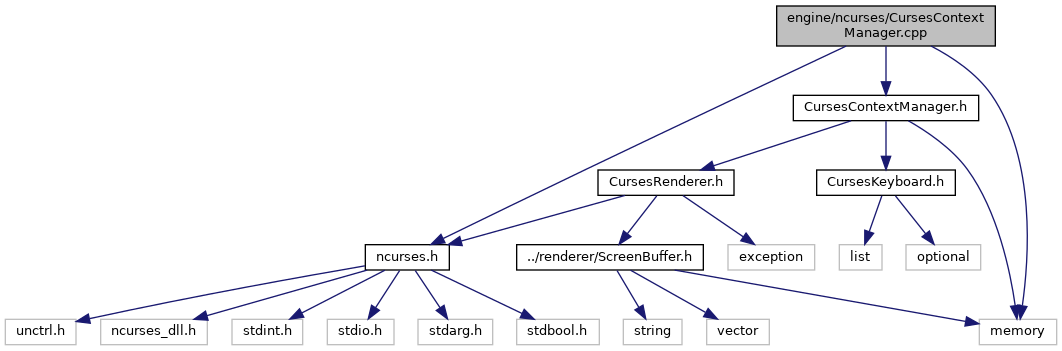 engine/ncurses/CursesContext
Manager.cpp
CursesContextManager.h
CursesRenderer.h
CursesKeyboard.h
ncurses.h
../renderer/ScreenBuffer.h
exception
list
optional
unctrl.h
ncurses_dll.h
stdint.h
stdio.h
stdarg.h
stdbool.h
string
vector
memory